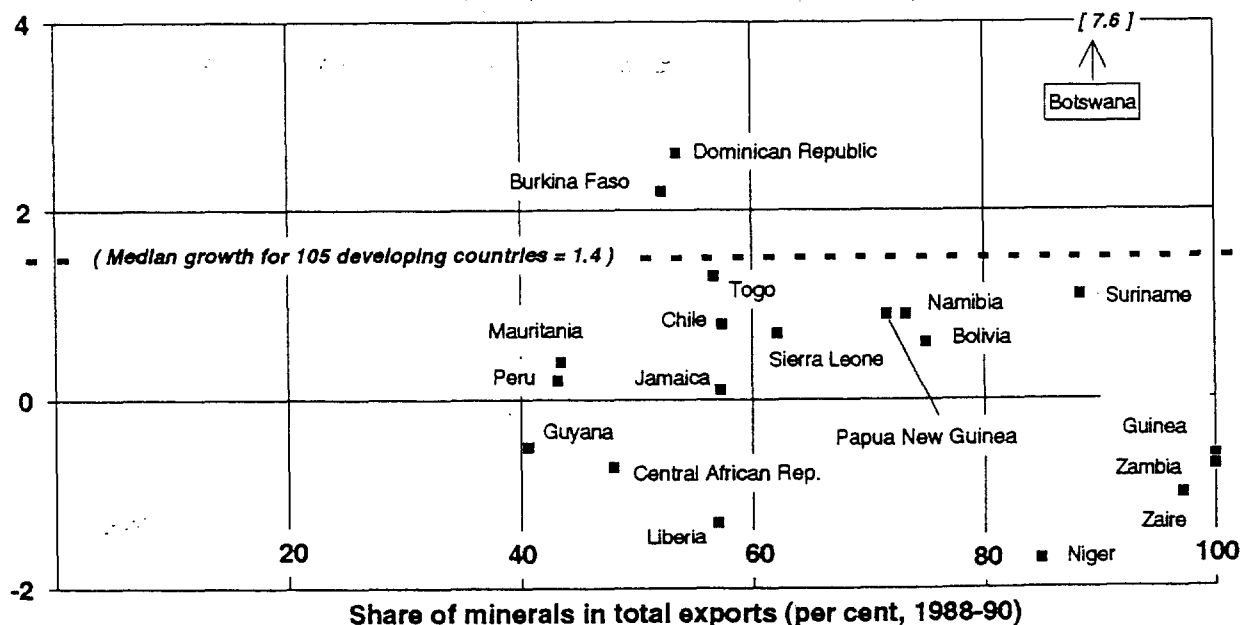 4
[ 7.6 ]
Botswana
Dominican Republic
Burkina Faso
2
( Median growth for 105 developing countries = 1.4 )
Togo
Suriname
Namibia
Chile
Mauritania
Bolivia
Sierra Leone
Peru
Jamaica
0
Guyana
Papua New Guinea
Guinea
Central African Rep.
Zambia
Zaire
Liberia
20
40
60
80
Niger
100
-2
Share of minerals in total exports (per cent, 1988-90)